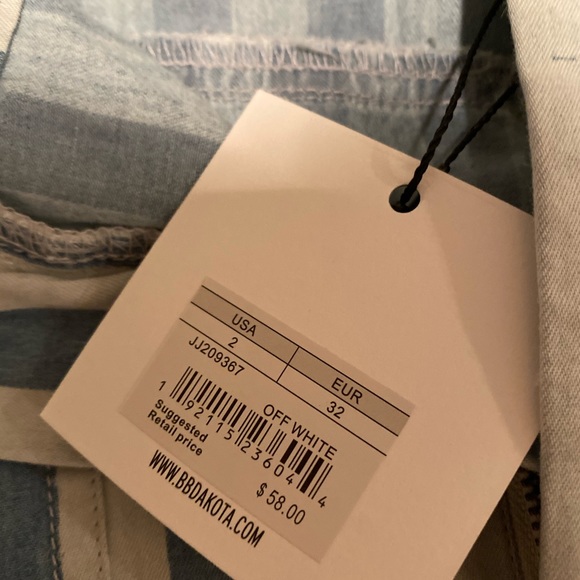 USA EUR
2 32
JJ209367 OFF WHITE
1 92115 23604 4
Suggested
Retail price
$ 58.00
WWW.BBDAKOTA.COM